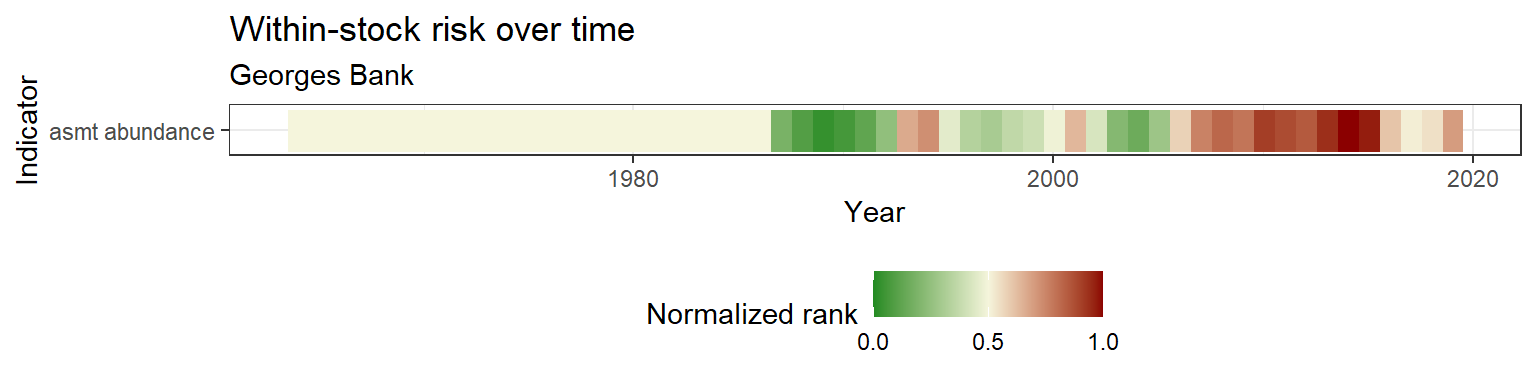 Within-stock risk over time
Georges Bank
Indicator
asmt abundance
1980 2000 2020
Year
Normalized rank
0.0 0.5 1.0